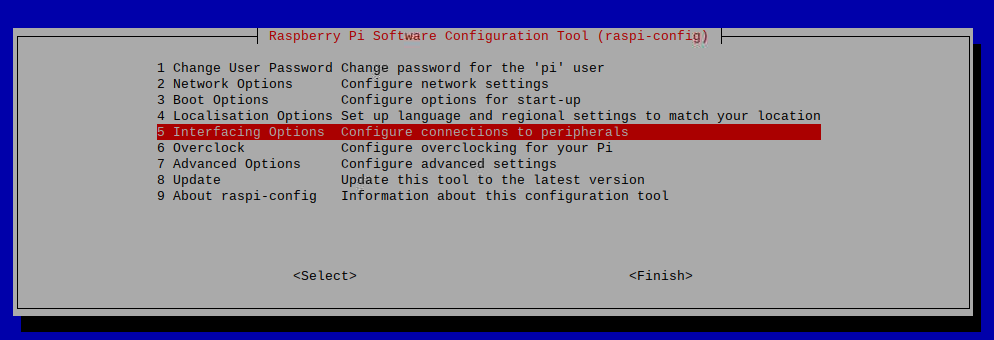 Raspberry Pi Software Configuration Tool (raspi-config)
1 Change User Password Change password for the 'pi' user
2 Network Options Configure network settings
3 Boot Options Configure options for start-up
4 Localisation Options Set up language and regional settings to match your location
5 Interfacing Options Configure connections to peripherals
6 Overclock Configure overclocking for your Pi
7 Advanced Options Configure advanced settings
8 Update Update this tool to the latest version
9 About raspi-config Information about this configuration tool
<Select> <Finish>